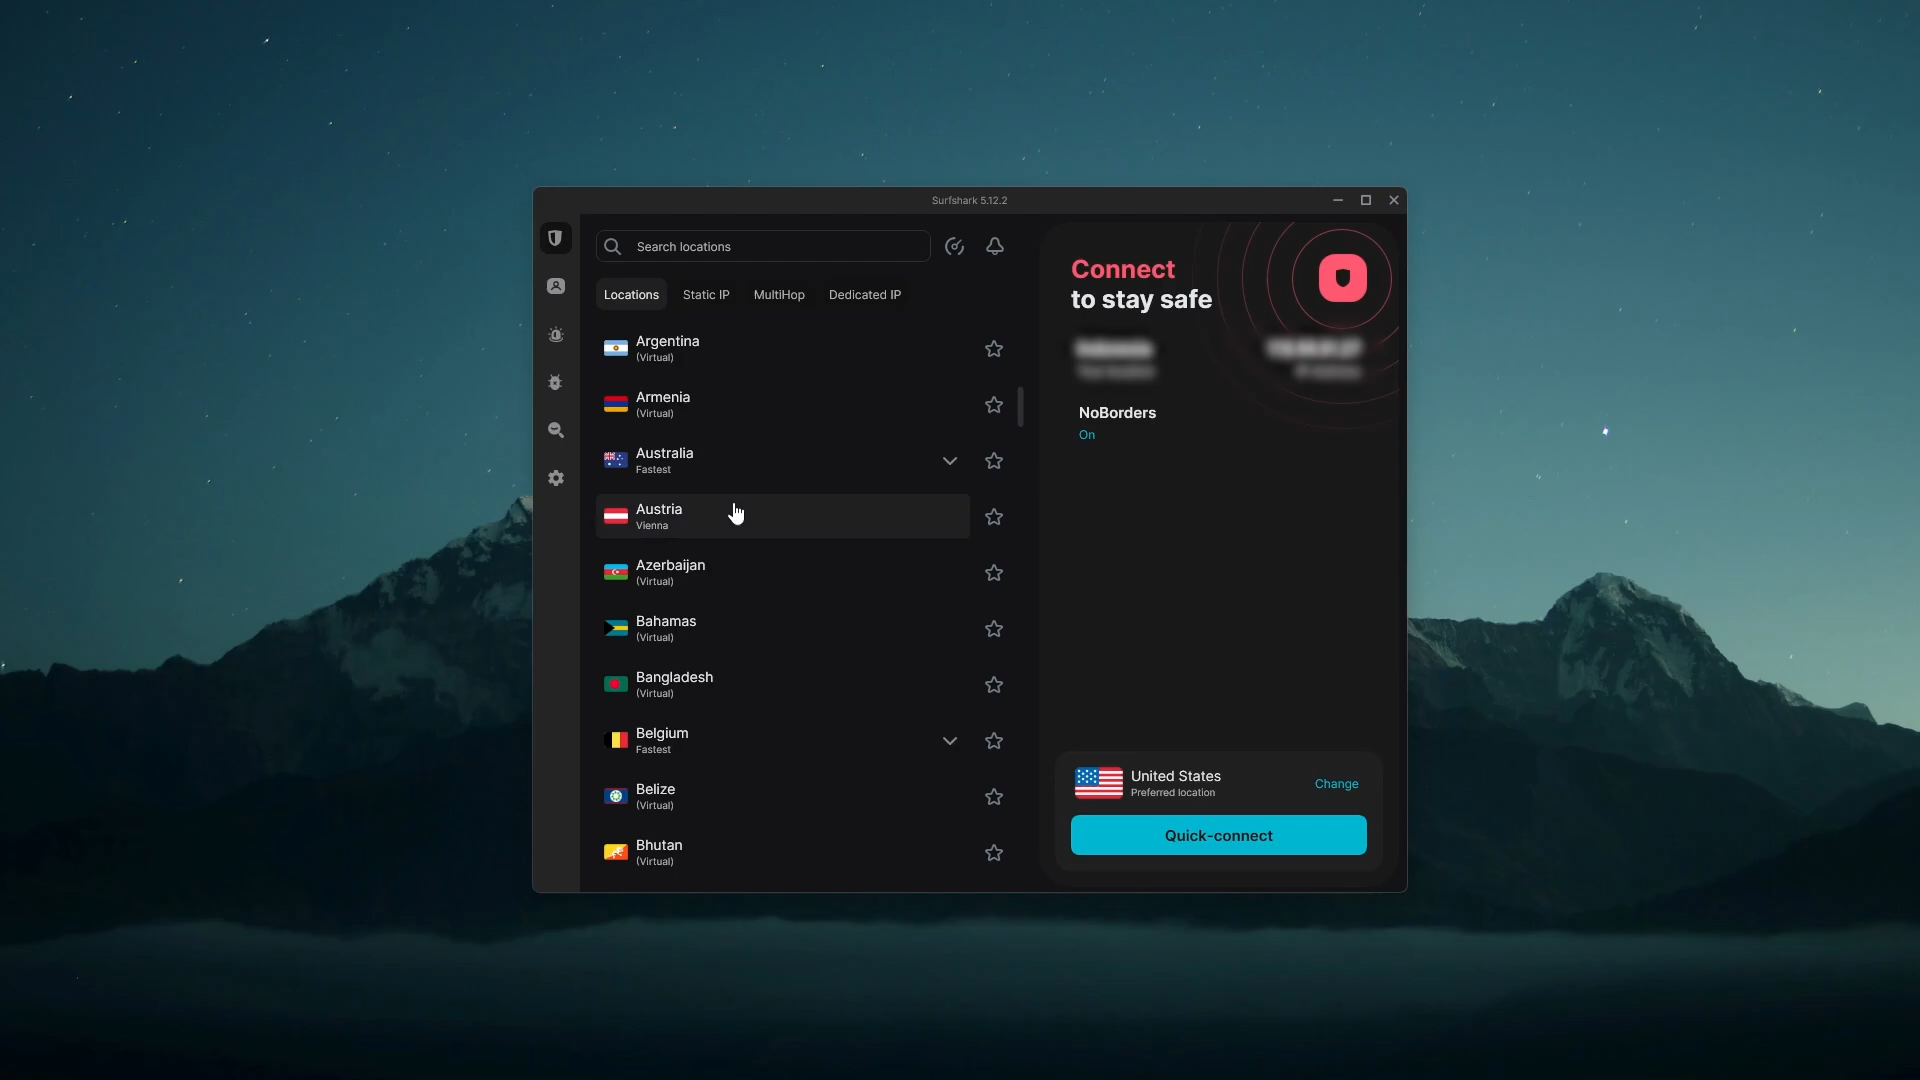 Surfshark 5.12.2
Search locations
Locations
Static IP
MultiHop
Dedicated IP
Argentina
(Virtual)
Armenia
(Virtual)
Australia
Fastest
Austria
Vienna
Azerbaijan
(Virtual)
Bahamas
(Virtual)
Bangladesh
(Virtual)
Belgium
Fastest
Belize
(Virtual)
Bhutan
(Virtual)
Connect
to stay safe
NoBorders
On
United States
Preferred location
Change
Quick-connect